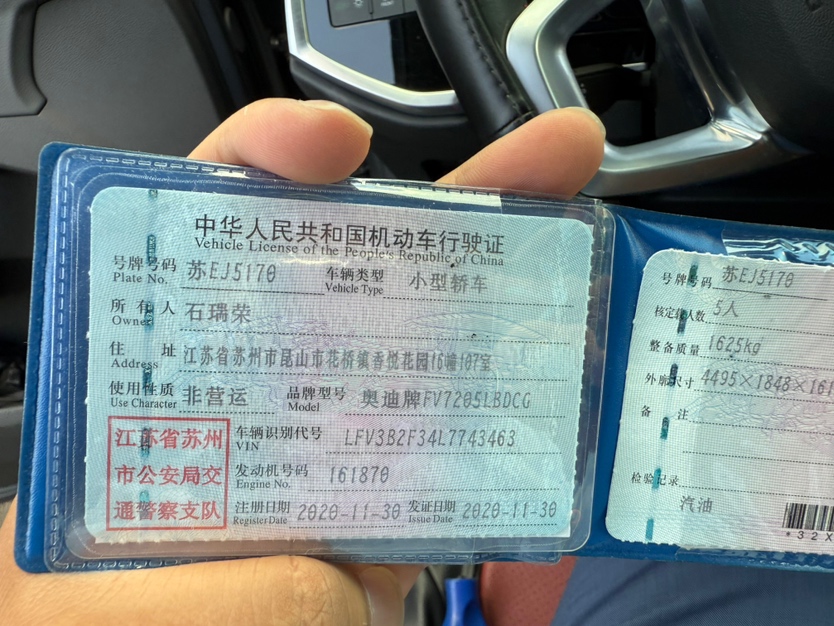 中华人民共和国机动车行驶证
Vehicle License of the People's Republic of China
号牌号码 苏EJ5170 车辆类型 小型轿车
Plate No. Vehicle Type
所有人 石瑞荣
Owner
住址 江苏省苏州市昆山市花桥镇香悦花园16幢107室
Address
使用性质 非营运 品牌型号 奥迪牌FV7205LBDCG
Use Character Model
江苏省苏州
市公安局交
通警察支队
车辆识别代号 LFV3B2F34L7743463
VIN
发动机号码 161870
Engine No.
注册日期 2020-11-30 发证日期 2020-11-30
Register Date Issue Date
号牌号码 苏EJ5170
核定载人数 5人
整备质量 1625kg
外廓尺寸 4495×1848×161
备注
检验记录
汽油
*32X